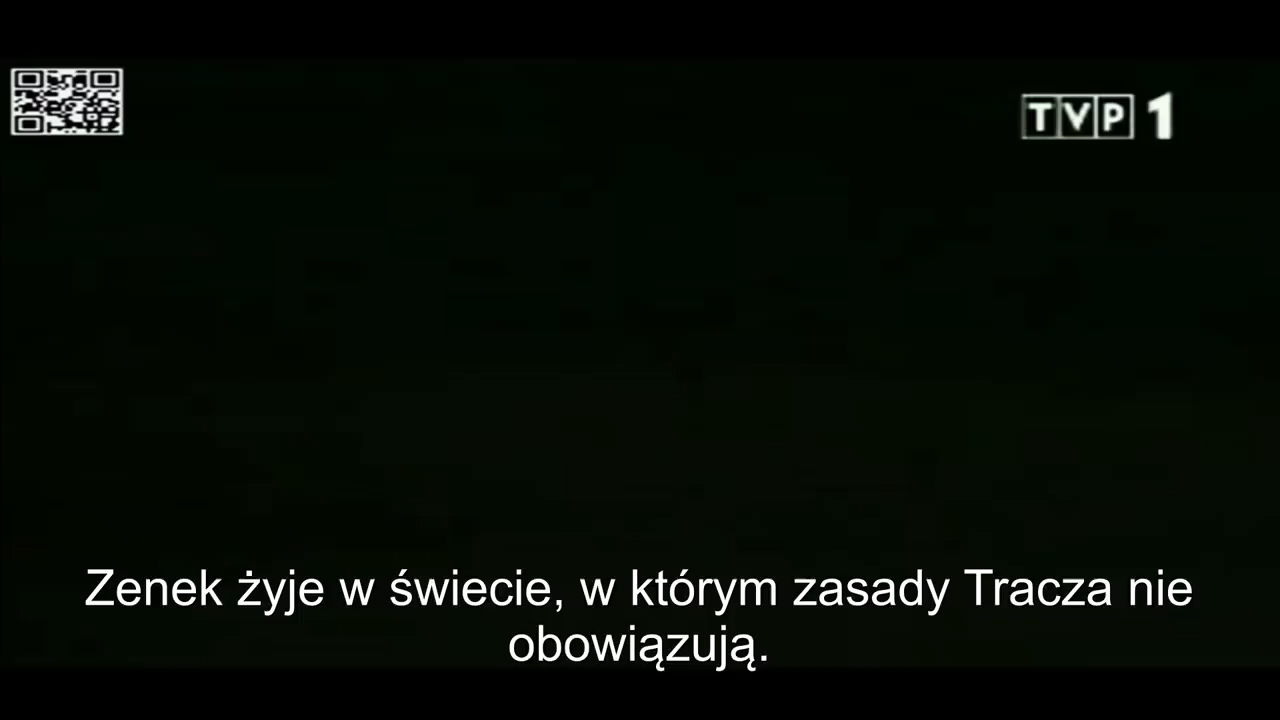 TVP 1
Zenek żyje w świecie, w którym zasady Tracza nie
obowiązują.